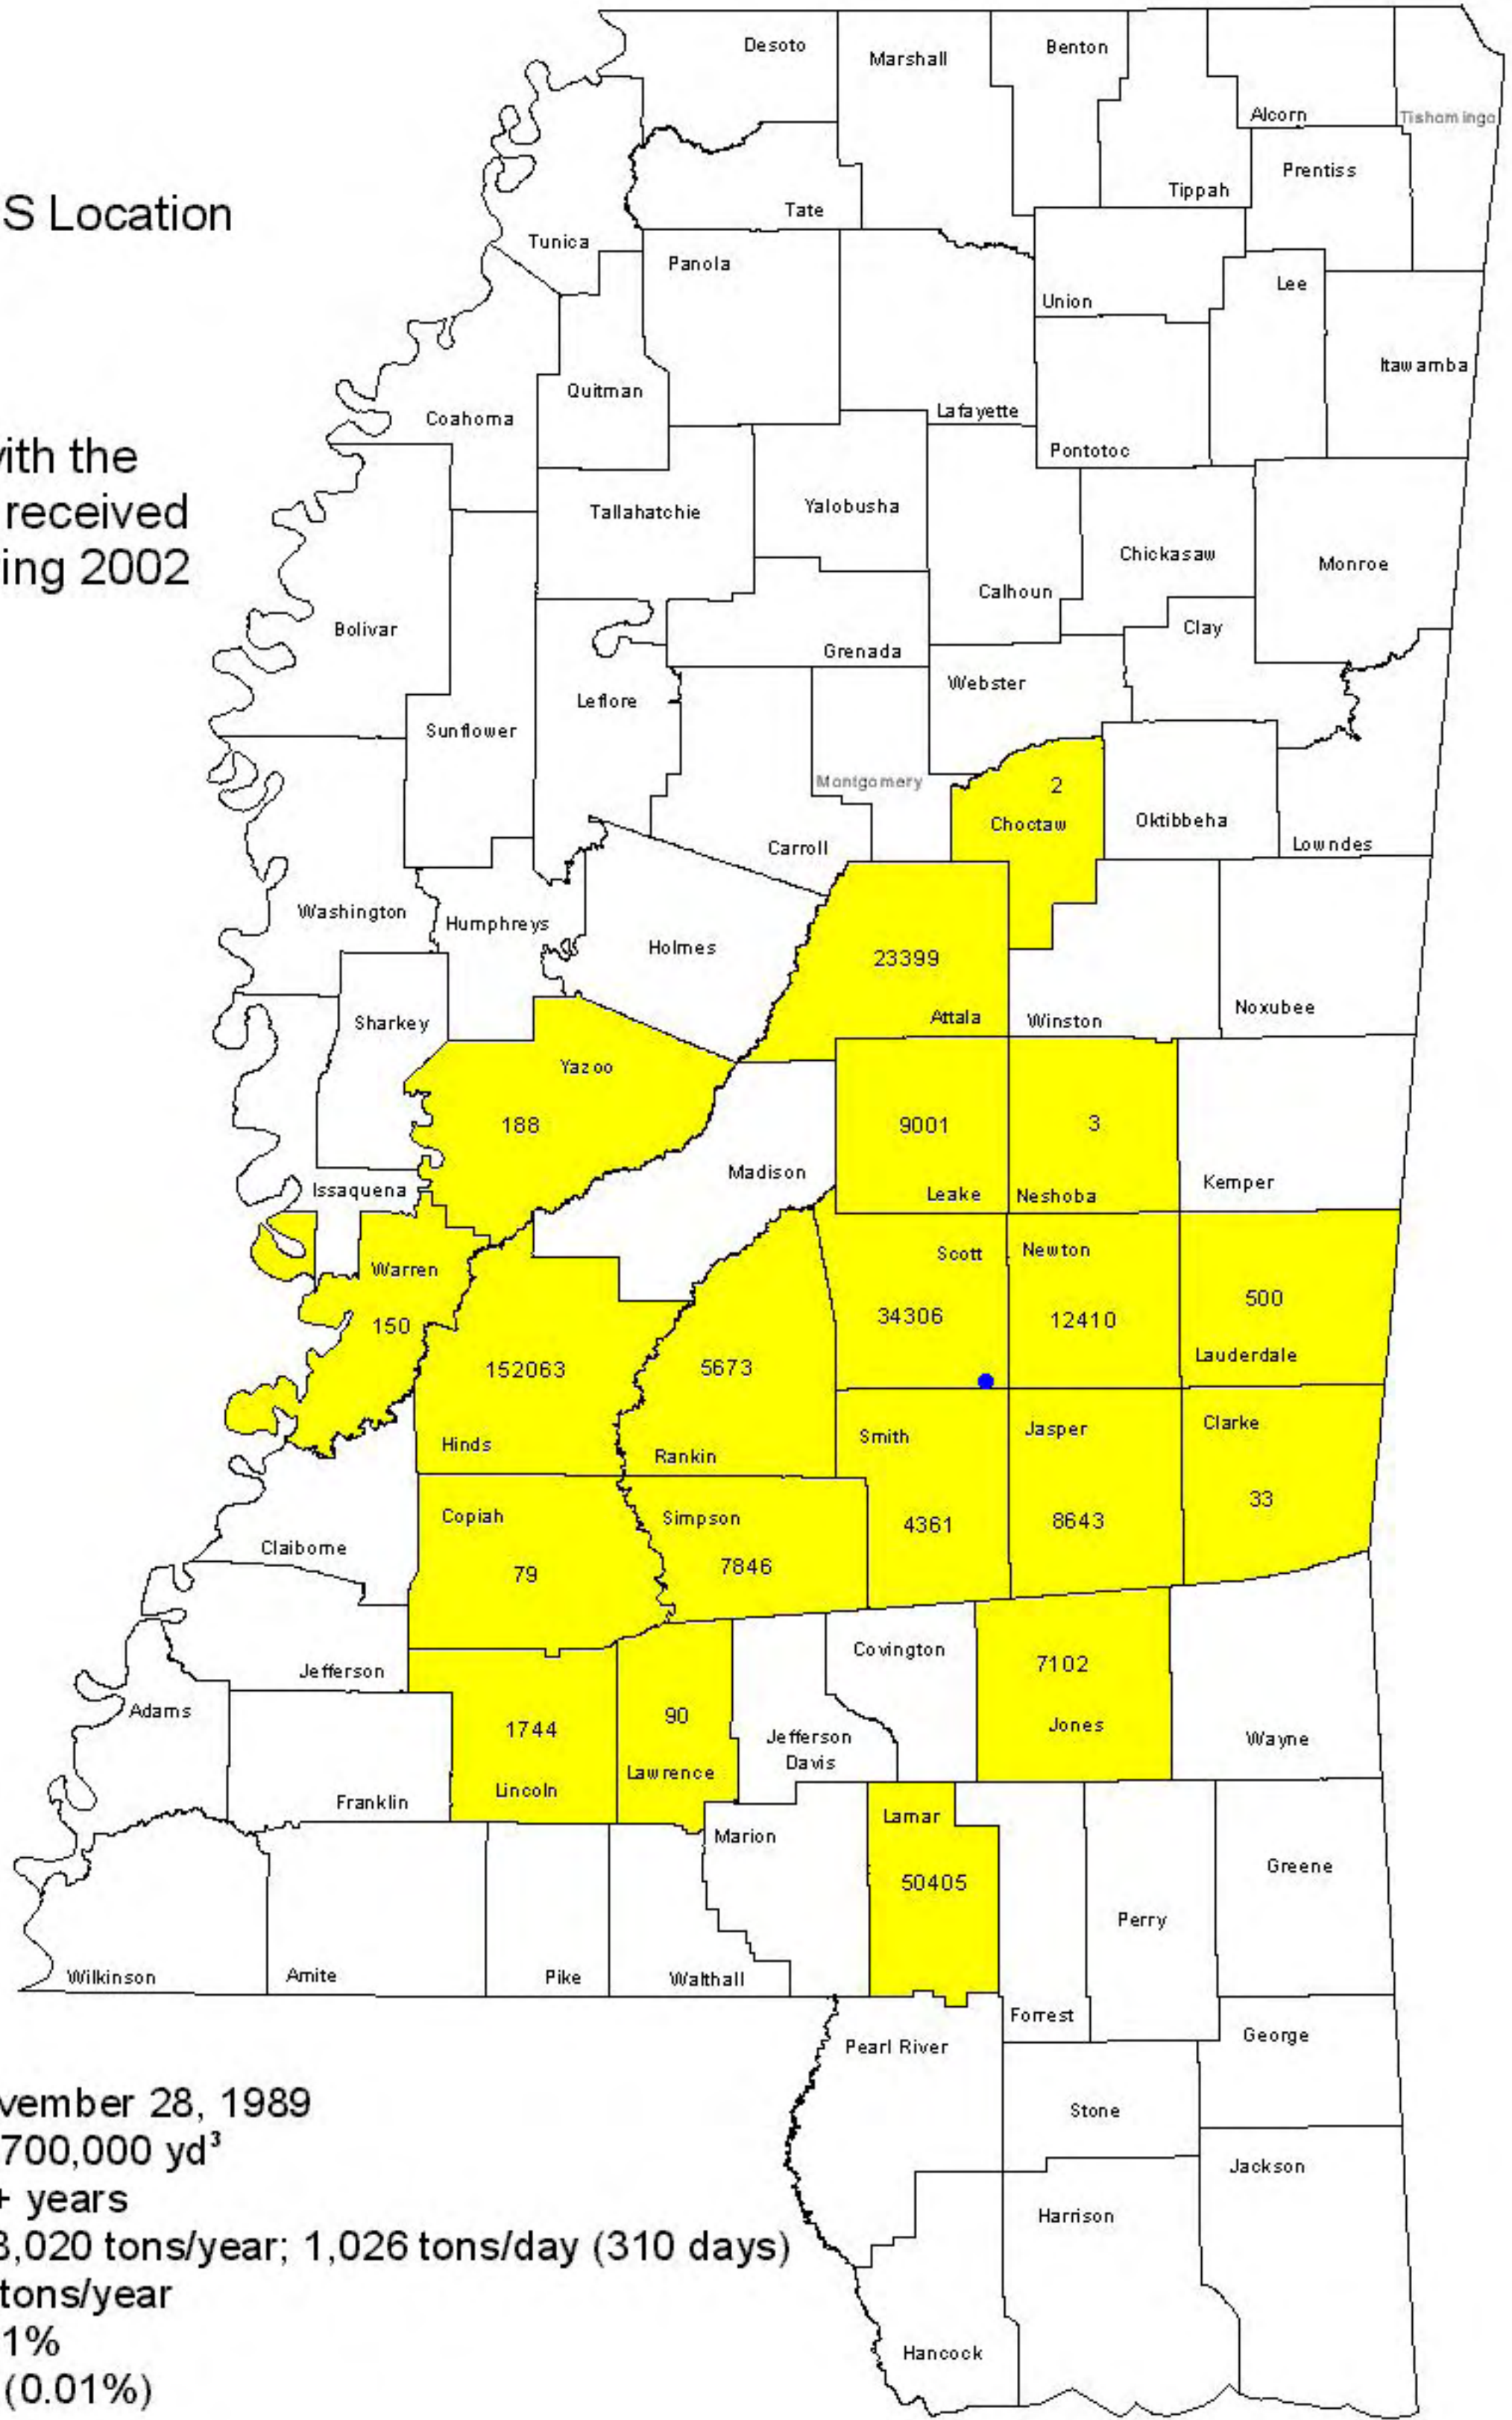 Desoto
Marshall
Benton
Alcorn
Tishomingo
Prentiss
Tippah
Tate
S Location
Tunica
Panola
Union
Lee
Itawamba
Quitman
Coahoma
Lafayette
Pontotoc
with the
received
ing 2002
Tallahatchie
Yalobusha
Chickasaw
Monroe
Calhoun
Bolivar
Clay
Grenada
Webster
Leflore
Sunflower
Montgomery
2
Choctaw
Oktibbeha
Lowndes
Carroll
Washington
Humphreys
Holmes
23399
Attala
Winston
Noxubee
Sharkey
Yazoo
188
9001
3
Madison
Leake
Neshoba
Kemper
Issaquena
Scott
Newton
Warren
34306
12410
500
150
Lauderdale
152063
5673
Hinds
Rankin
Smith
Jasper
Clarke
Copiah
Simpson
4361
8643
33
Claiborne
79
7846
Covington
7102
Jefferson
Adams
1744
90
Jones
Jefferson
Davis
Wayne
Lincoln
Lawrence
Franklin
Lamar
Marion
50405
Greene
Perry
Wilkinson
Amite
Pike
Walthall
Forrest
George
Pearl River
Stone
Jackson
Harrison
Hancock
vember 28, 1989
700,000 yd³
+ years
3,020 tons/year; 1,026 tons/day (310 days)
tons/year
1%
(0.01%)